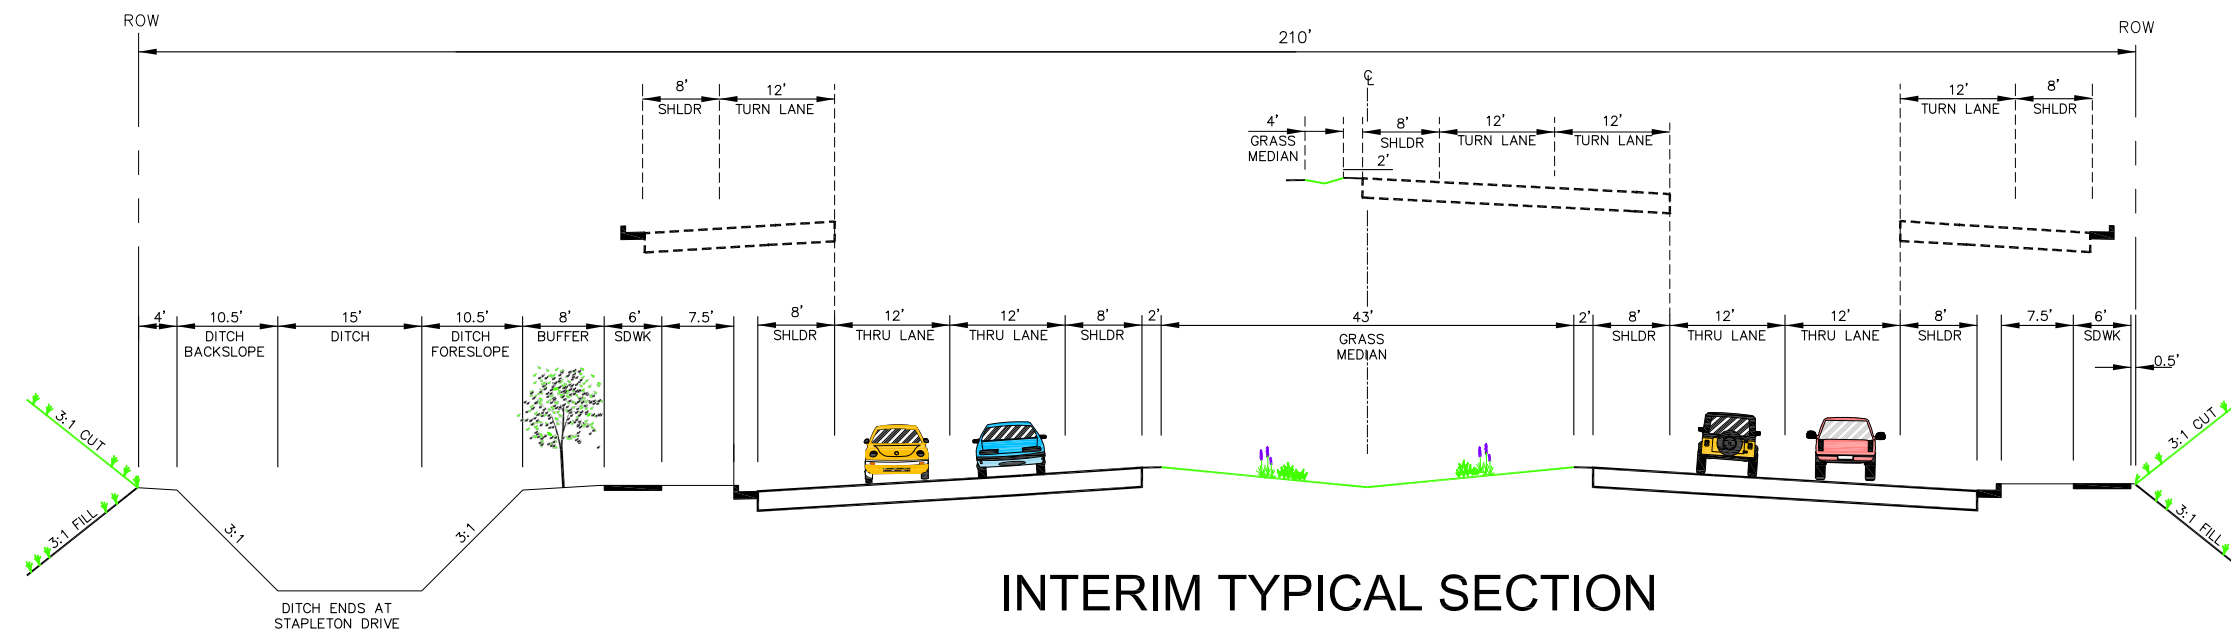 ROW
ROW
210'
8'
12'
SHLDR
TURN LANE
℄
4'
8'
12'
12'
GRASS
MEDIAN
SHLDR
TURN LANE
TURN LANE
2'
12'
8'
TURN LANE
SHLDR
4'
10.5'
15'
10.5'
8'
6'
7.5'
8'
12'
12'
8'
2'
43'
2'
8'
12'
12'
8'
7.5'
6'
DITCH
BACKSLOPE
DITCH
DITCH
FORESLOPE
BUFFER
SDWK
SHLDR
THRU LANE
THRU LANE
SHLDR
GRASS
MEDIAN
SHLDR
THRU LANE
THRU LANE
SHLDR
SDWK
0.5'
3:1 CUT
3:1 FILL
3:1
3:1
3:1 CUT
3:1 FILL
DITCH ENDS AT
STAPLETON DRIVE
INTERIM TYPICAL SECTION